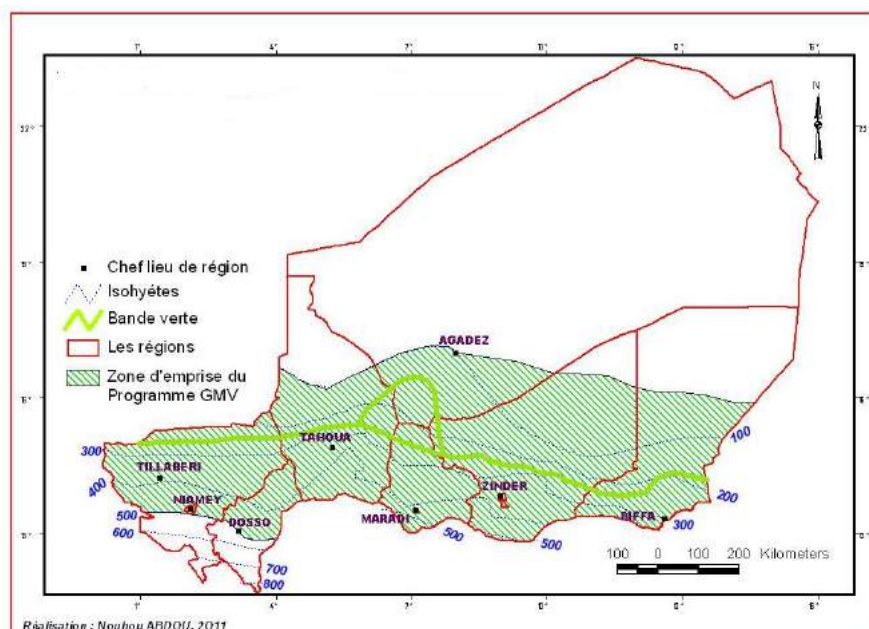 N
Chef lieu de région
Isohyétes
Bande verte
Les régions
Zone d'emprise du
Programme GMV
AGADEZ
TAHOUA
TILLABERI
NIAMEY
DOSSO
MARADI
ZINDER
DIFFA
100
200
300
300
400
500
600
700
800
500
500
100 0 100 200 Kilometers
Réalisation : Nouhou ABDOU, 2011